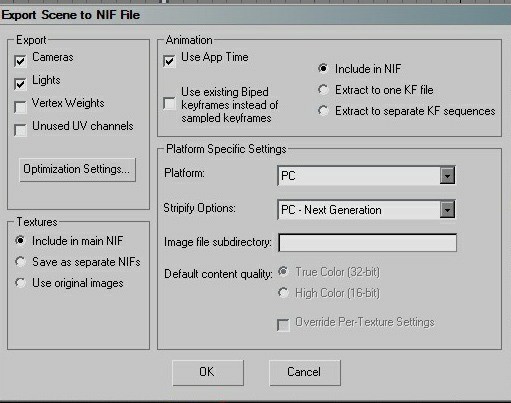 Export Scene to NIF File
Export
Cameras
Lights
Vertex Weights
Unused UV channels
Optimization Settings...
Textures
Include in main NIF
Save as separate NIFs
Use original images
Animation
Use App Time
Use existing Biped
keyframes instead of
sampled keyframes
Include in NIF
Extract to one KF file
Extract to separate KF sequences
Platform Specific Settings
Platform:
PC
Stripify Options:
PC - Next Generation
Image file subdirectory:
Default content quality:
True Color (32-bit)
High Color (16-bit)
Override Per-Texture Settings
OK
Cancel